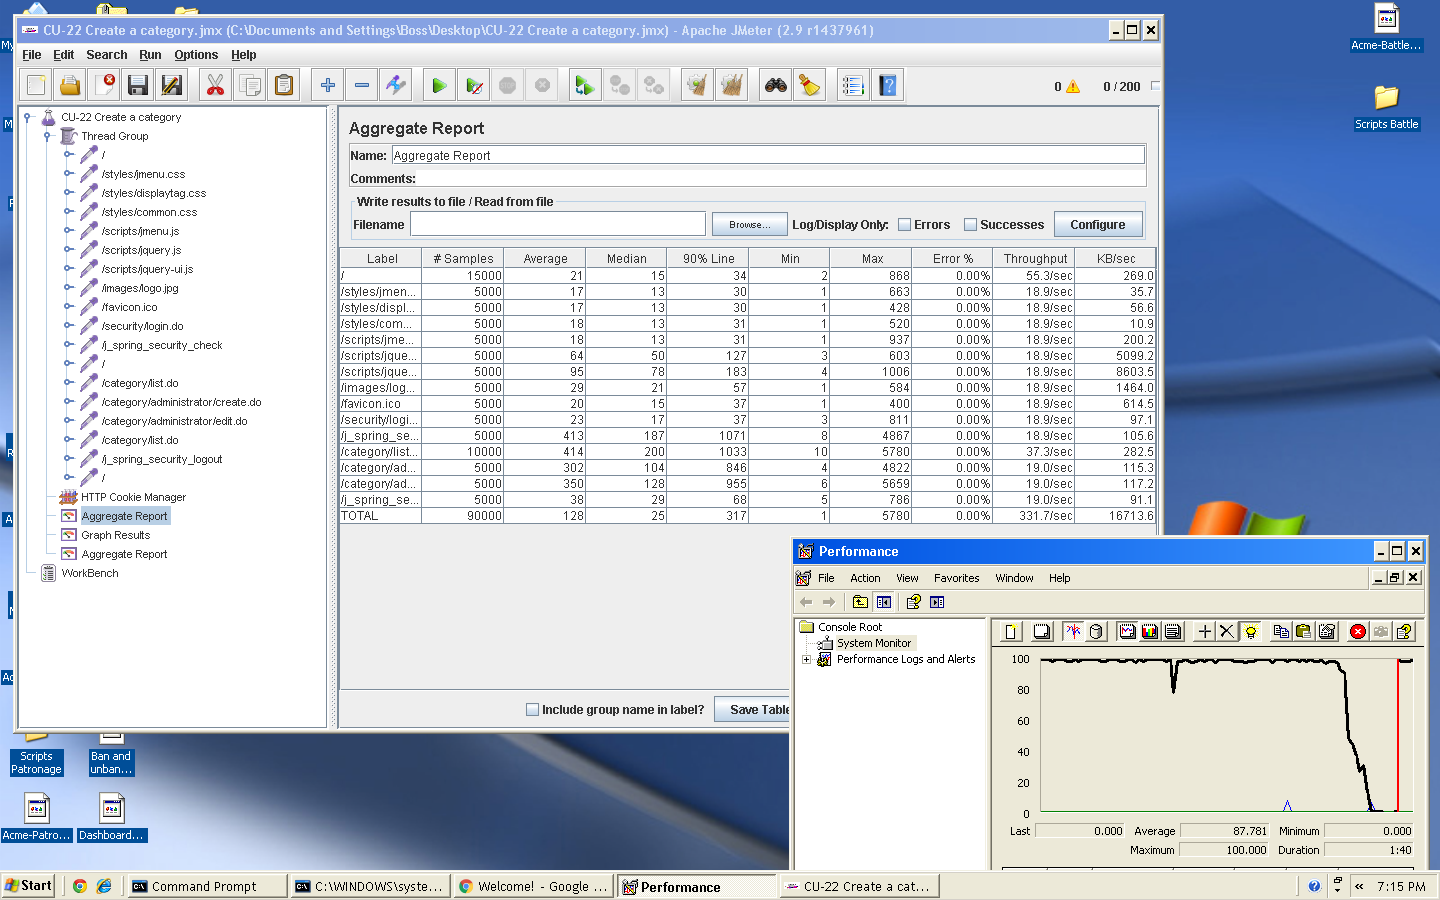 CU-22 Create a category.jmx (C:\Documents and Settings\Boss\Desktop\CU-22 Create a category.jmx) - Apache JMeter (2.9 r1437961)
File Edit Search Run Options Help
0 0 / 200
CU-22 Create a category
Thread Group
/
/styles/jmenu.css
/styles/displaytag.css
/styles/common.css
/scripts/jmenu.js
/scripts/jquery.js
/scripts/jquery-ui.js
/images/logo.jpg
/favicon.ico
/security/login.do
/j_spring_security_check
/
/category/list.do
/category/administrator/create.do
/category/administrator/edit.do
/category/list.do
/j_spring_security_logout
/
HTTP Cookie Manager
Aggregate Report
Graph Results
Aggregate Report
WorkBench
Aggregate Report
Name: Aggregate Report
Comments:
Write results to file / Read from file
Filename Browse... Log/Display Only: Errors Successes Configure
Label # Samples Average Median 90% Line Min Max Error % Throughput KB/sec
/ 15000 21 15 34 2 868 0.00% 55.3/sec 269.0
/styles/jmen... 5000 17 13 30 1 663 0.00% 18.9/sec 35.7
/styles/displ... 5000 17 13 30 1 428 0.00% 18.9/sec 56.6
/styles/com... 5000 18 13 31 1 520 0.00% 18.9/sec 10.9
/scripts/jme... 5000 18 13 31 1 937 0.00% 18.9/sec 200.2
/scripts/jque... 5000 64 50 127 3 603 0.00% 18.9/sec 5099.2
/scripts/jque... 5000 95 78 183 4 1006 0.00% 18.9/sec 8603.5
/images/log... 5000 29 21 57 1 584 0.00% 18.9/sec 1464.0
/favicon.ico 5000 20 15 37 1 400 0.00% 18.9/sec 614.5
/security/logi... 5000 23 17 37 3 811 0.00% 18.9/sec 97.1
/j_spring_se... 5000 413 187 1071 8 4867 0.00% 18.9/sec 105.6
/category/list... 10000 414 200 1033 10 5780 0.00% 37.3/sec 282.5
/category/ad... 5000 302 104 846 4 4822 0.00% 19.0/sec 115.3
/category/ad... 5000 350 128 955 6 5659 0.00% 19.0/sec 117.2
/j_spring_se... 5000 38 29 68 5 786 0.00% 19.0/sec 91.1
TOTAL 90000 128 25 317 1 5780 0.00% 331.7/sec 16713.6
Include group name in label? Save Table
Acme-Battle...
Scripts Battle
Performance
File Action View Favorites Window Help
Console Root
System Monitor
Performance Logs and Alerts
100
80
60
40
20
0
Last 0.000 Average 87.781 Minimum 0.000
Maximum 100.000 Duration 1:40
Scripts Patronage
Ban and unban...
Acme-Patro...
Dashboard...
Start Command Prompt C:\WINDOWS\syste... Welcome! - Google ... Performance CU-22 Create a cat... 7:15 PM